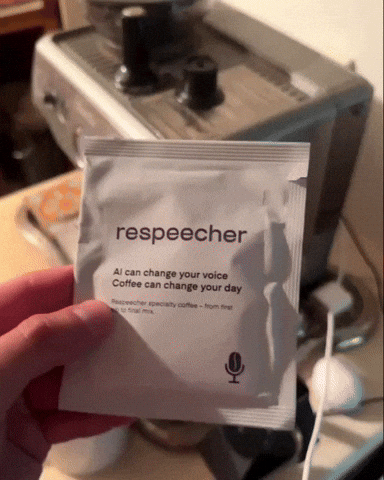 respeecher
AI can change your voice
Coffee can change your day
Respeecher specialty coffee – from first
to final mix.